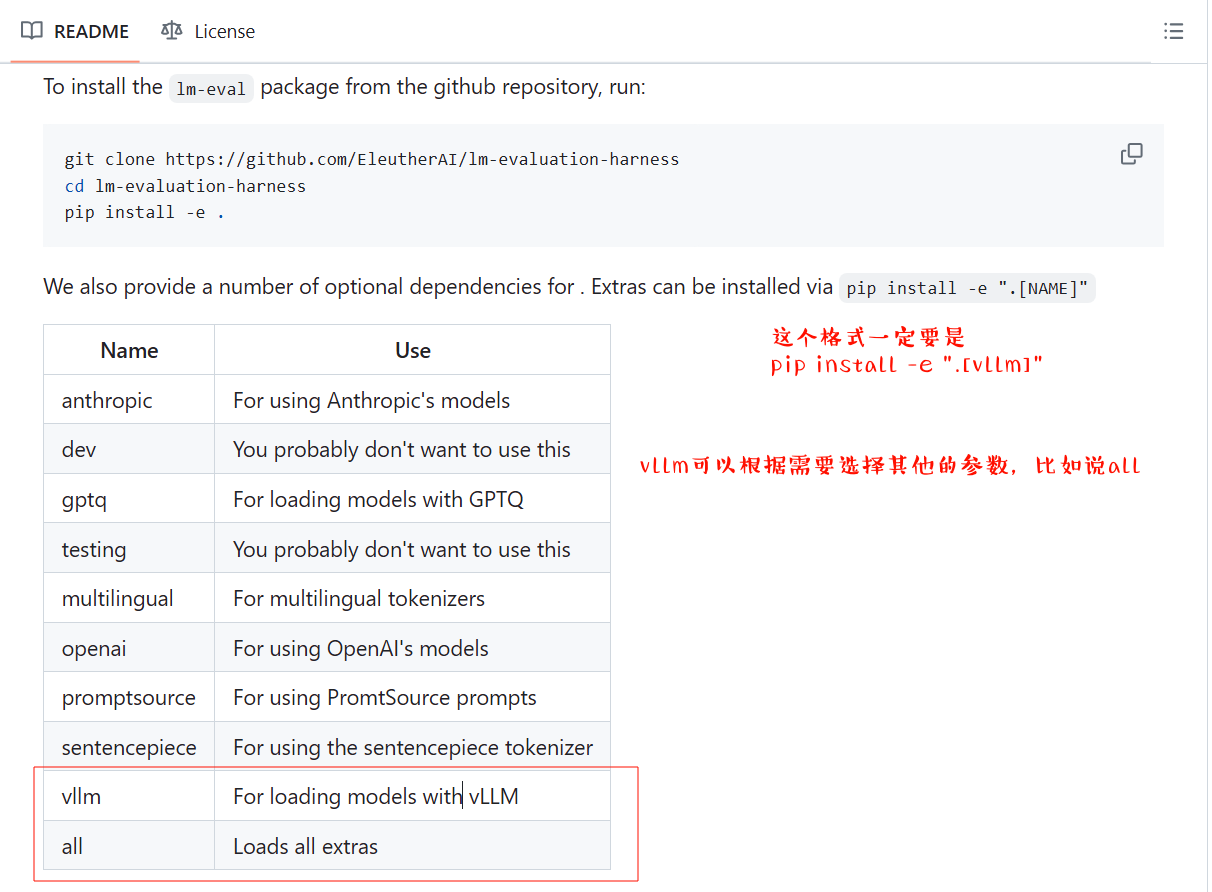 README License
To install the lm-eval package from the github repository, run:
git clone https://github.com/EleutherAI/lm-evaluation-harness
cd lm-evaluation-harness
pip install -e .
We also provide a number of optional dependencies for . Extras can be installed via pip install -e ".[NAME]"
这个格式一定要是
pip install -e ".[vllm]"
Name Use
anthropic For using Anthropic's models
dev You probably don't want to use this
vllm可以根据需要选择其他的参数，比如说all
gptq For loading models with GPTQ
testing You probably don't want to use this
multilingual For multilingual tokenizers
openai For using OpenAI's models
promptsource For using PromtSource prompts
sentencepiece For using the sentencepiece tokenizer
vllm For loading models with vLLM
all Loads all extras